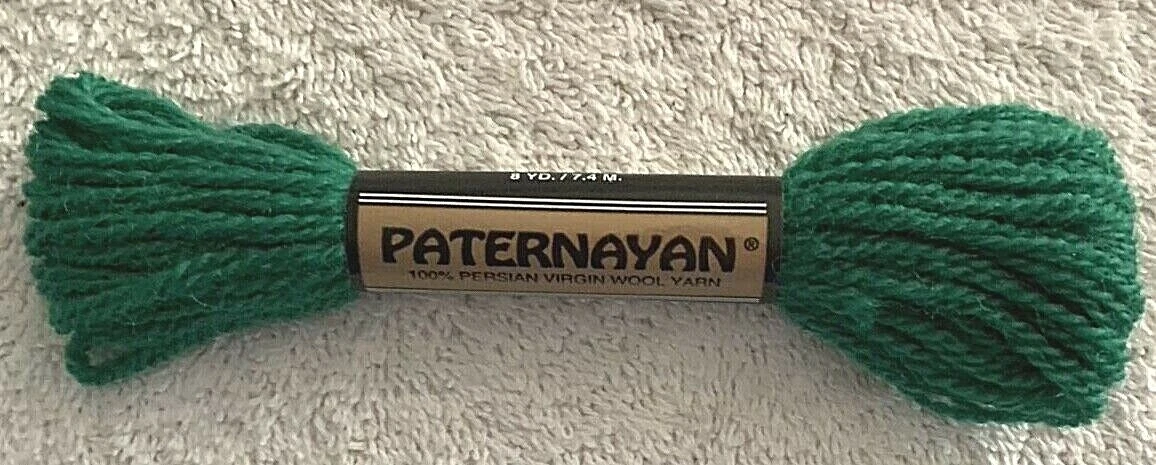 8 YD. / 7.4 M.
PATERNAYAN®
100% PERSIAN VIRGIN WOOL YARN